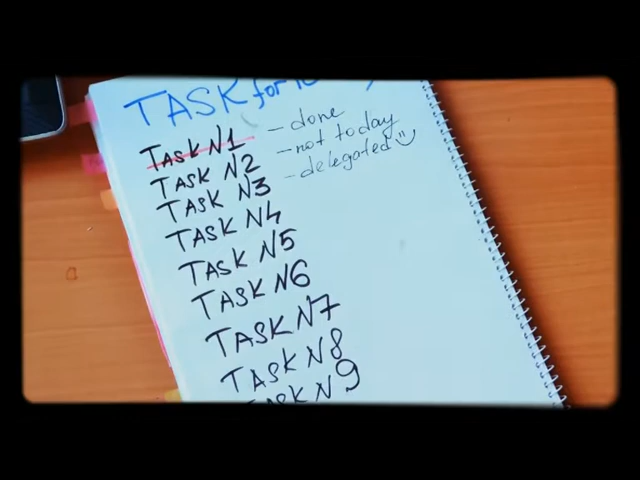 TASK for
TASK N1 - done
TASK N2 - not today
TASK N3 - delegated
TASK N4
TASK N5
TASK N6
TASK N7
TASK N8
TASK N9